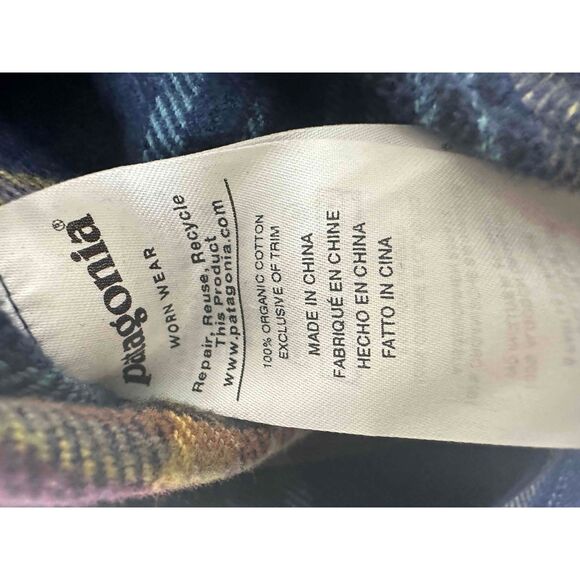 patagonia®
WORN WEAR
Repair, Reuse, Recycle
This Product
www.patagonia.com
100% ORGANIC COTTON
EXCLUSIVE OF TRIM
MADE IN CHINA
FABRIQUÉ EN CHINE
HECHO EN CHINA
FATTO IN CINA